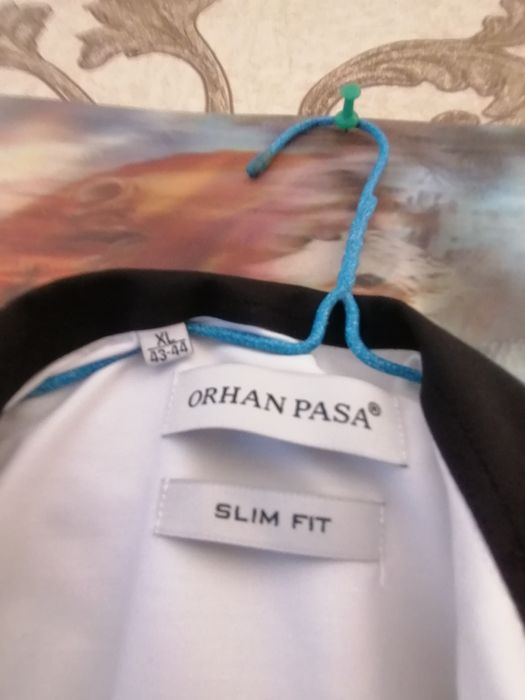 XL
43-44
ORHAN PASA®
SLIM FIT